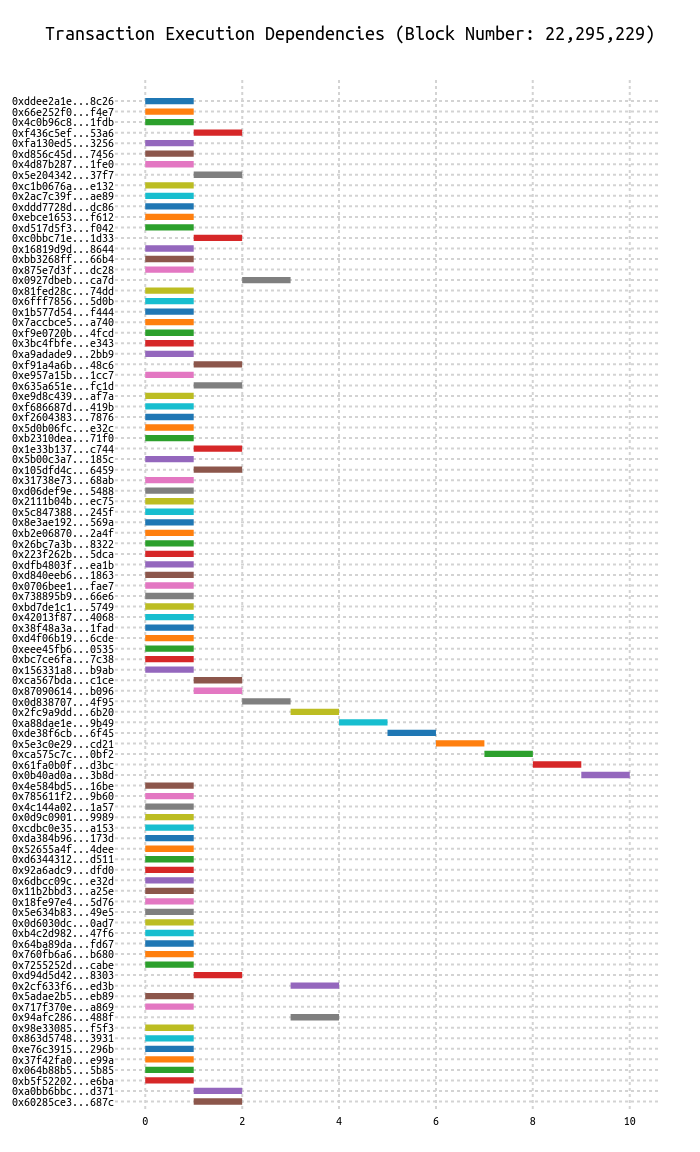 Transaction Execution Dependencies (Block Number: 22,295,229)
0xddee2a1e...8c26
0x66e252f0...f4e7
0x4c0b96c8...1fdb
0xf436c5ef...53a6
0xfa130ed5...3256
0xd856c45d...7456
0x4d87b287...1fe0
0x5e204342...37f7
0xc1b0676a...e132
0x2ac7c39f...ae89
0xddd7728d...dc86
0xebce1653...f612
0xd517d5f3...f042
0xc0bbc71e...1d33
0x16819d9d...8644
0xbb3268ff...66b4
0x875e7d3f...dc28
0x0927dbeb...ca7d
0x81fed28c...74dd
0x6fff7856...5d0b
0x1b577d54...f444
0x7accbce5...a740
0xf9e0720b...4fcd
0x3bc4fbfe...e343
0xa9adade9...2bb9
0xf91a4a6b...48c6
0xe957a15b...1cc7
0x635a651e...fc1d
0xe9d8c439...af7a
0xf686687d...419b
0xf2604383...7876
0x5d0b06fc...e32c
0xb2310dea...71f0
0x1e33b137...c744
0x5b00c3a7...185c
0x105dfd4c...6459
0x31738e73...68ab
0xd06def9e...5488
0x2111b04b...ec75
0x5c847388...245f
0x8e3ae192...569a
0xb2e06870...2a4f
0x26bc7a3b...8322
0x223f262b...5dca
0xdfb4803f...ea1b
0xd840eeb6...1863
0x0706bee1...fae7
0x738895b9...66e6
0xbd7de1c1...5749
0x42013f87...4068
0x38f48a3a...1fad
0xd4f06b19...6cde
0xeee45fb6...0535
0xbc7ce6fa...7c38
0x156331a8...b9ab
0xca567bda...c1ce
0x87090614...b096
0x0d838707...4f95
0x2fc9a9dd...6b20
0xa88dae1e...9b49
0xde38f6cb...6f45
0x5e3c0e29...cd21
0xca575c7c...0bf2
0x61fa0b0f...d3bc
0x0b40ad0a...3b8d
0x4e584bd5...16be
0x785611f2...9b60
0x4c144a02...1a57
0x0d9c0901...9989
0xcdbc0e35...a153
0xda384b96...173d
0x52655a4f...4dee
0xd6344312...d511
0x92a6adc9...dfd0
0x6dbcc09c...e32d
0x11b2bbd3...a25e
0x18fe97e4...5d76
0x5e634b83...49e5
0x0d6030dc...0ad7
0xb4c2d982...47f6
0x64ba89da...fd67
0x760fb6a6...b680
0x7255252d...cabe
0xd94d5d42...8303
0x2cf633f6...ed3b
0x5adae2b5...eb89
0x717f370e...a869
0x94afc286...488f
0x98e33085...f5f3
0x863d5748...3931
0xe76c3915...296b
0x37f42fa0...e99a
0x064b88b5...5b85
0xb5f52202...e6ba
0xa0bb6bbc...d371
0x60285ce3...687c
0 2 4 6 8 10